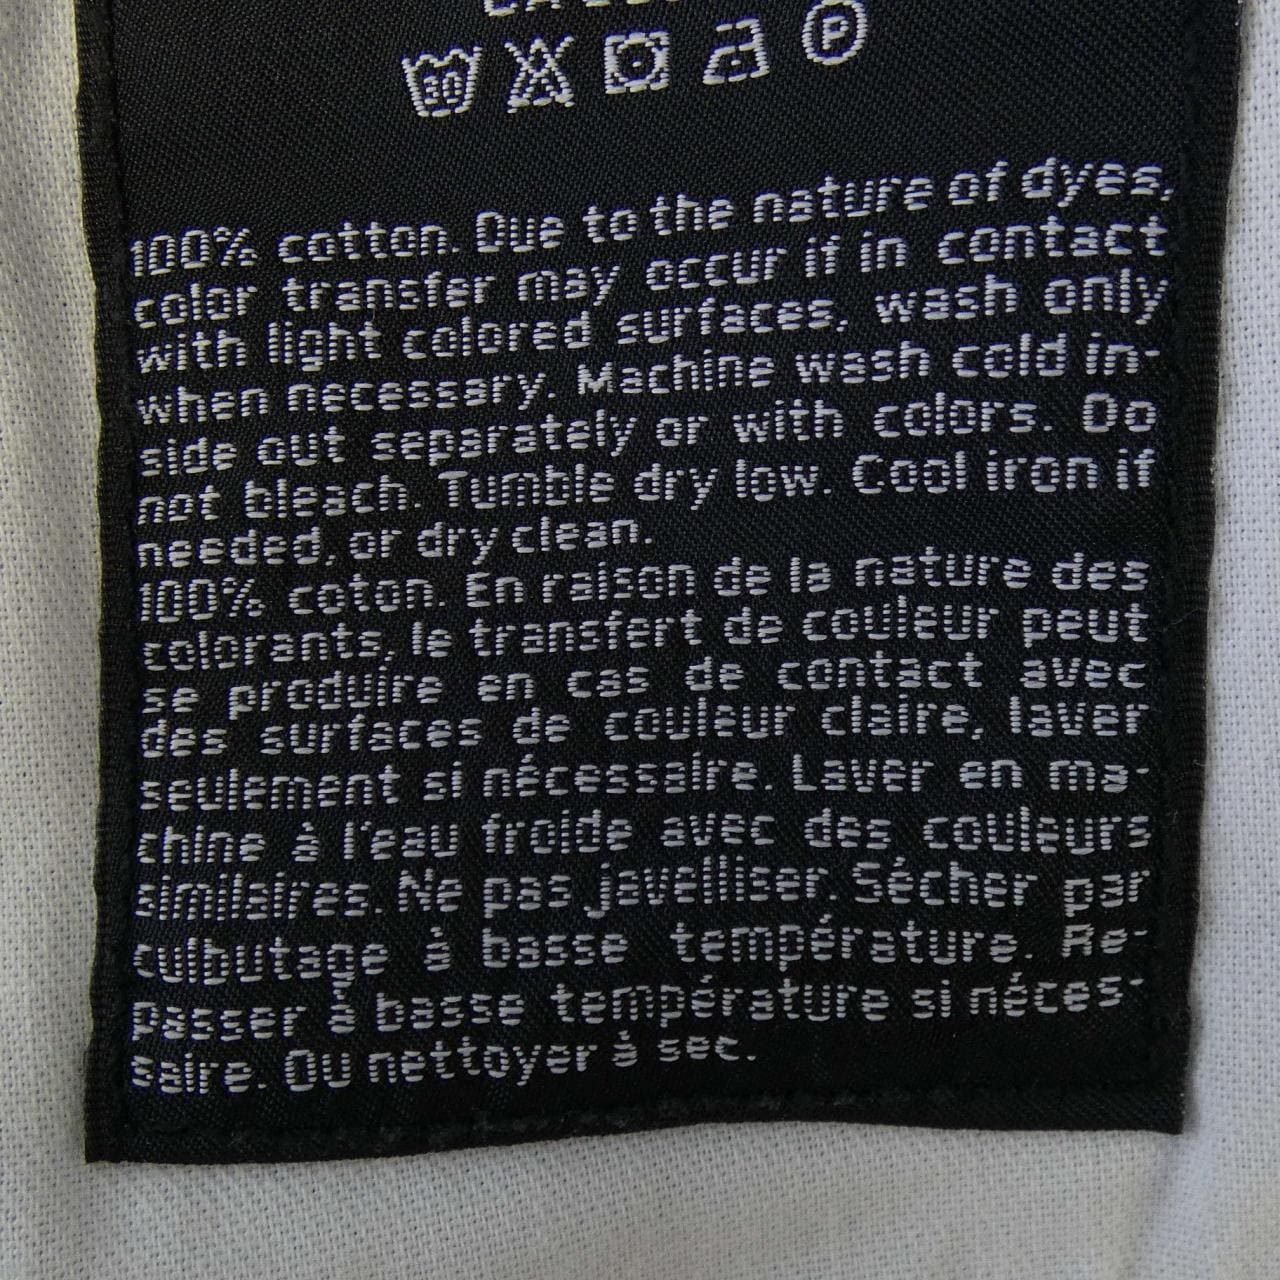 30
P
100% cotton. Due to the nature of dyes,
color transfer may occur if in contact
with light colored surfaces, wash only
when necessary. Machine wash cold in-
side out separately or with colors. Do
not bleach. Tumble dry low. Cool iron if
needed, or dry clean.
100% coton. En raison de la nature des
colorants, le transfert de couleur peut
se produire en cas de contact avec
des surfaces de couleur claire, laver
seulement si nécessaire. Laver en ma-
chine à l'eau froide avec des couleurs
similaires. Ne pas javelliser. Sécher par
culbutage à basse température. Re-
passer à basse température si néces-
saire. Ou nettoyer à sec.